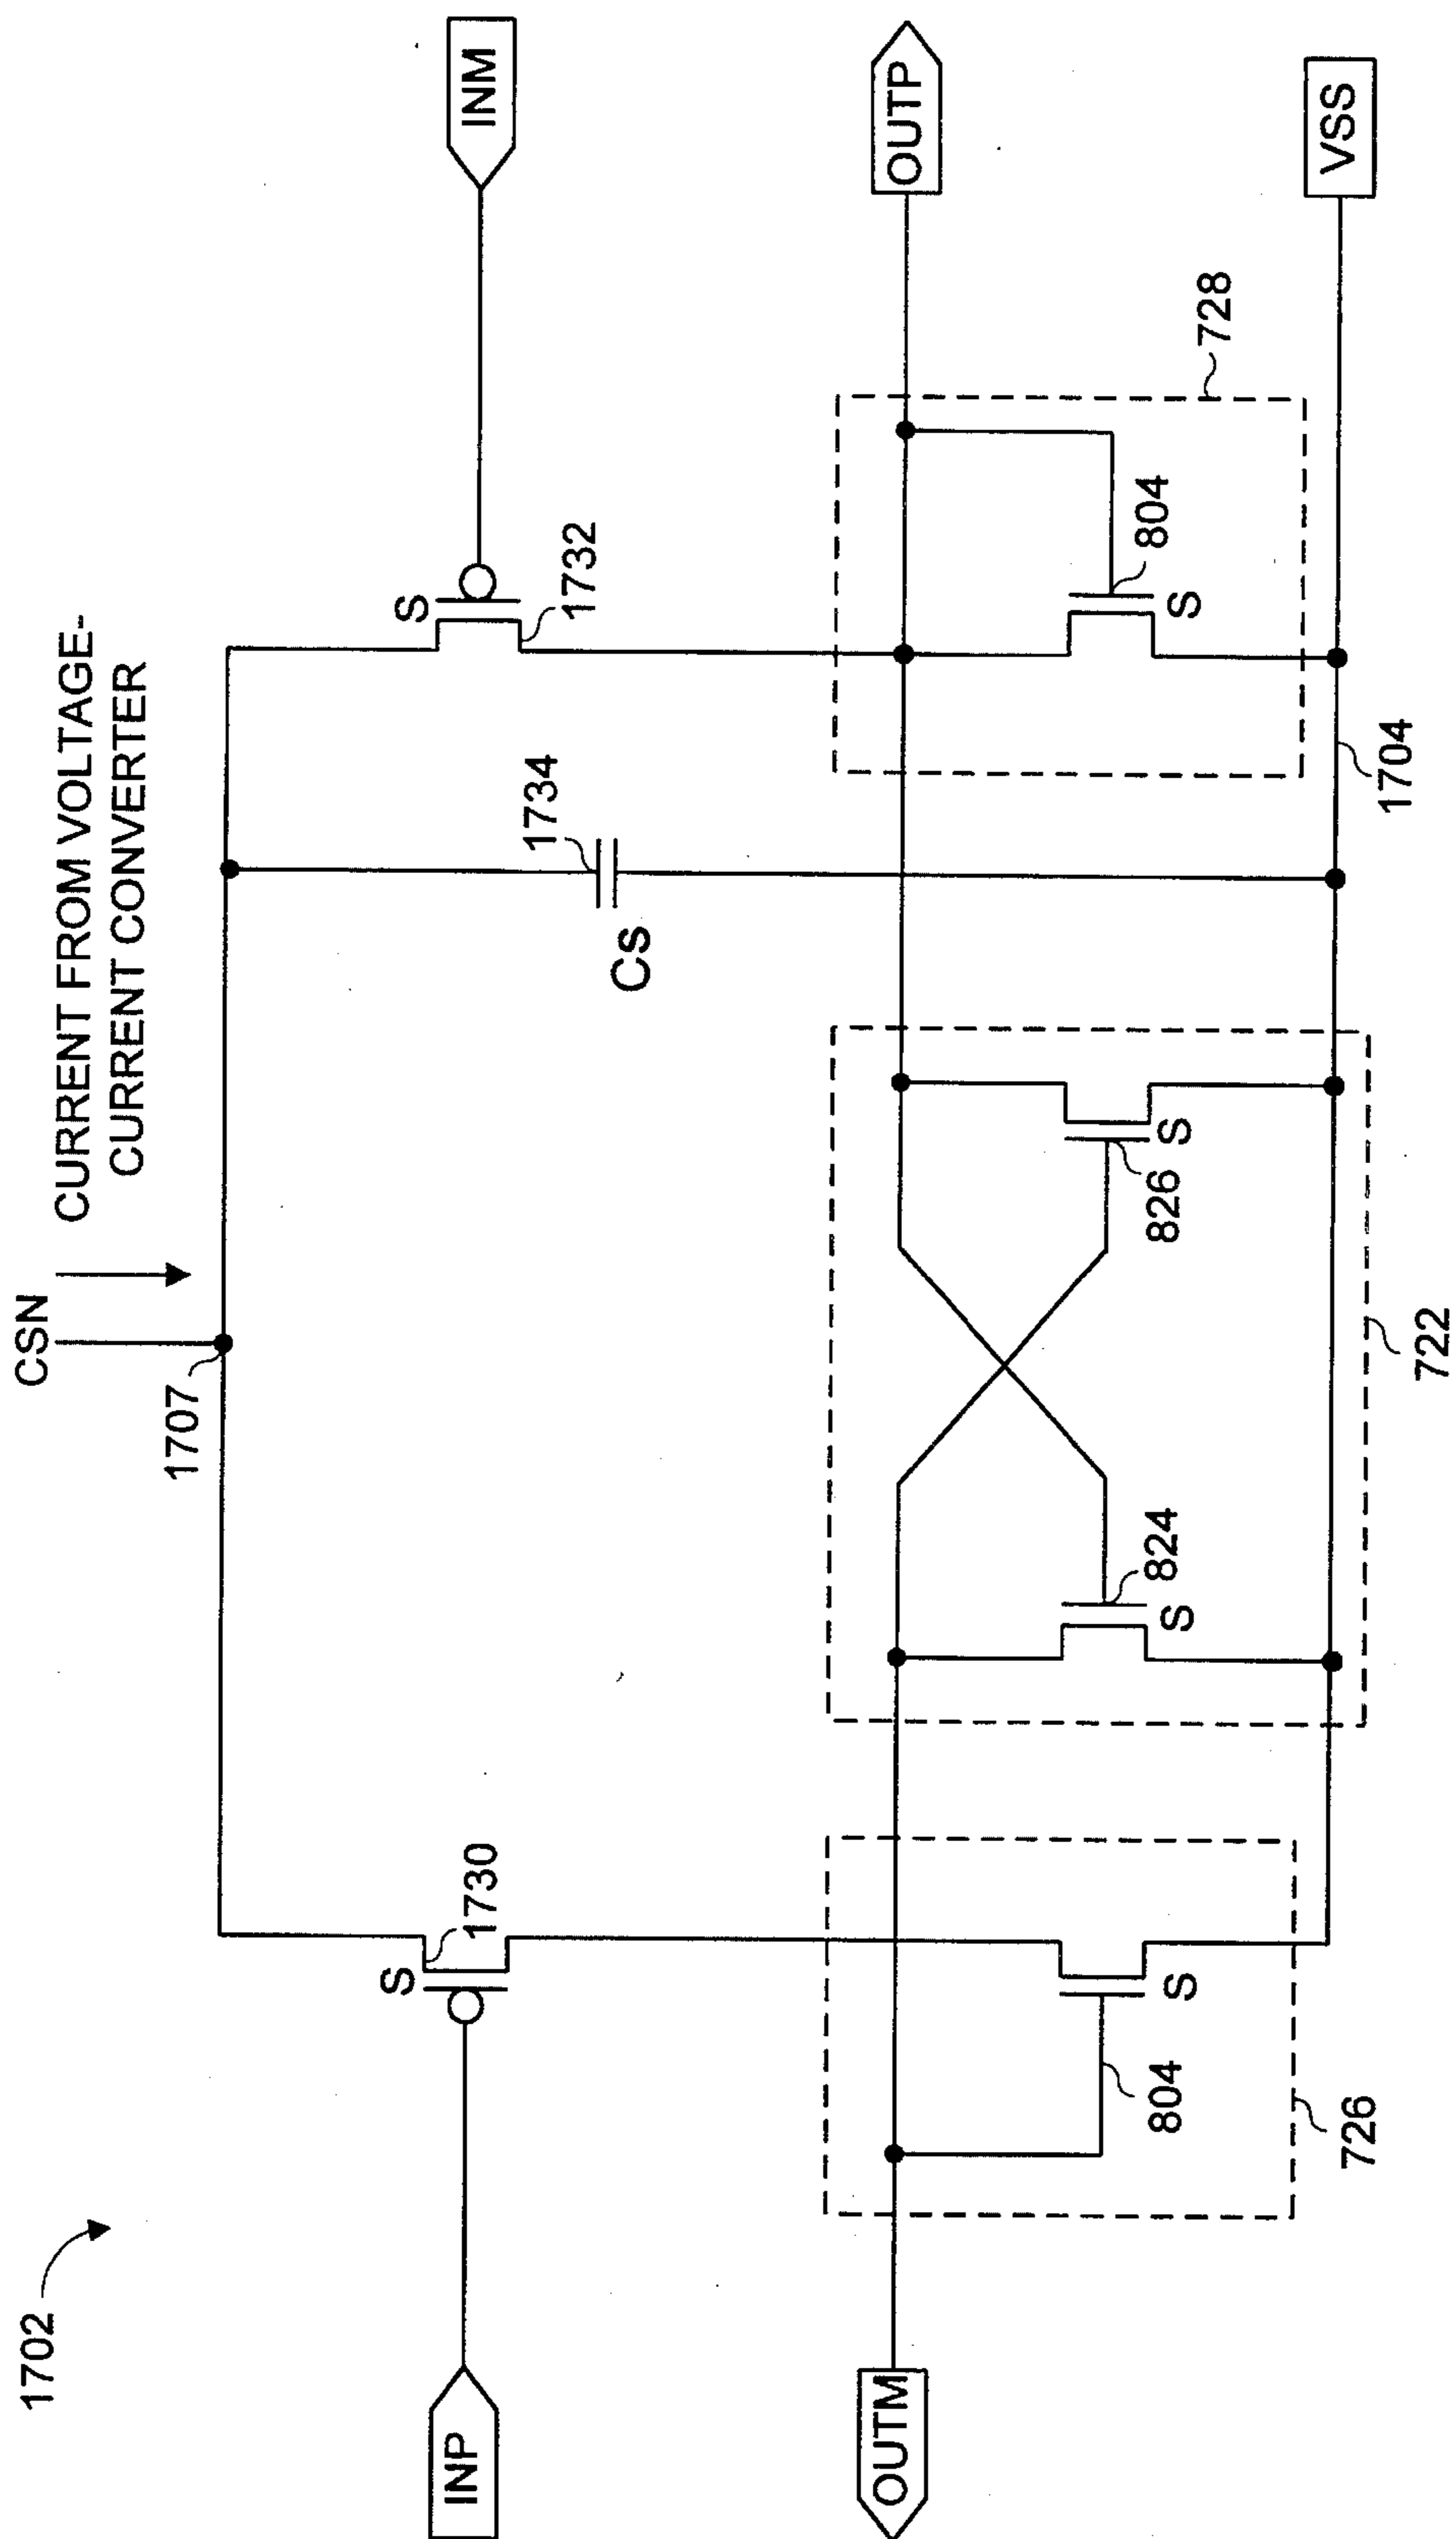 1702
CSN
CURRENT FROM VOLTAGE-
CURRENT CONVERTER
1707
INP
S
1730
1734
Cs
S
1732
INM
OUTM
804
S
726
S
824
826
S
722
804
S
728
1704
OUTP
VSS